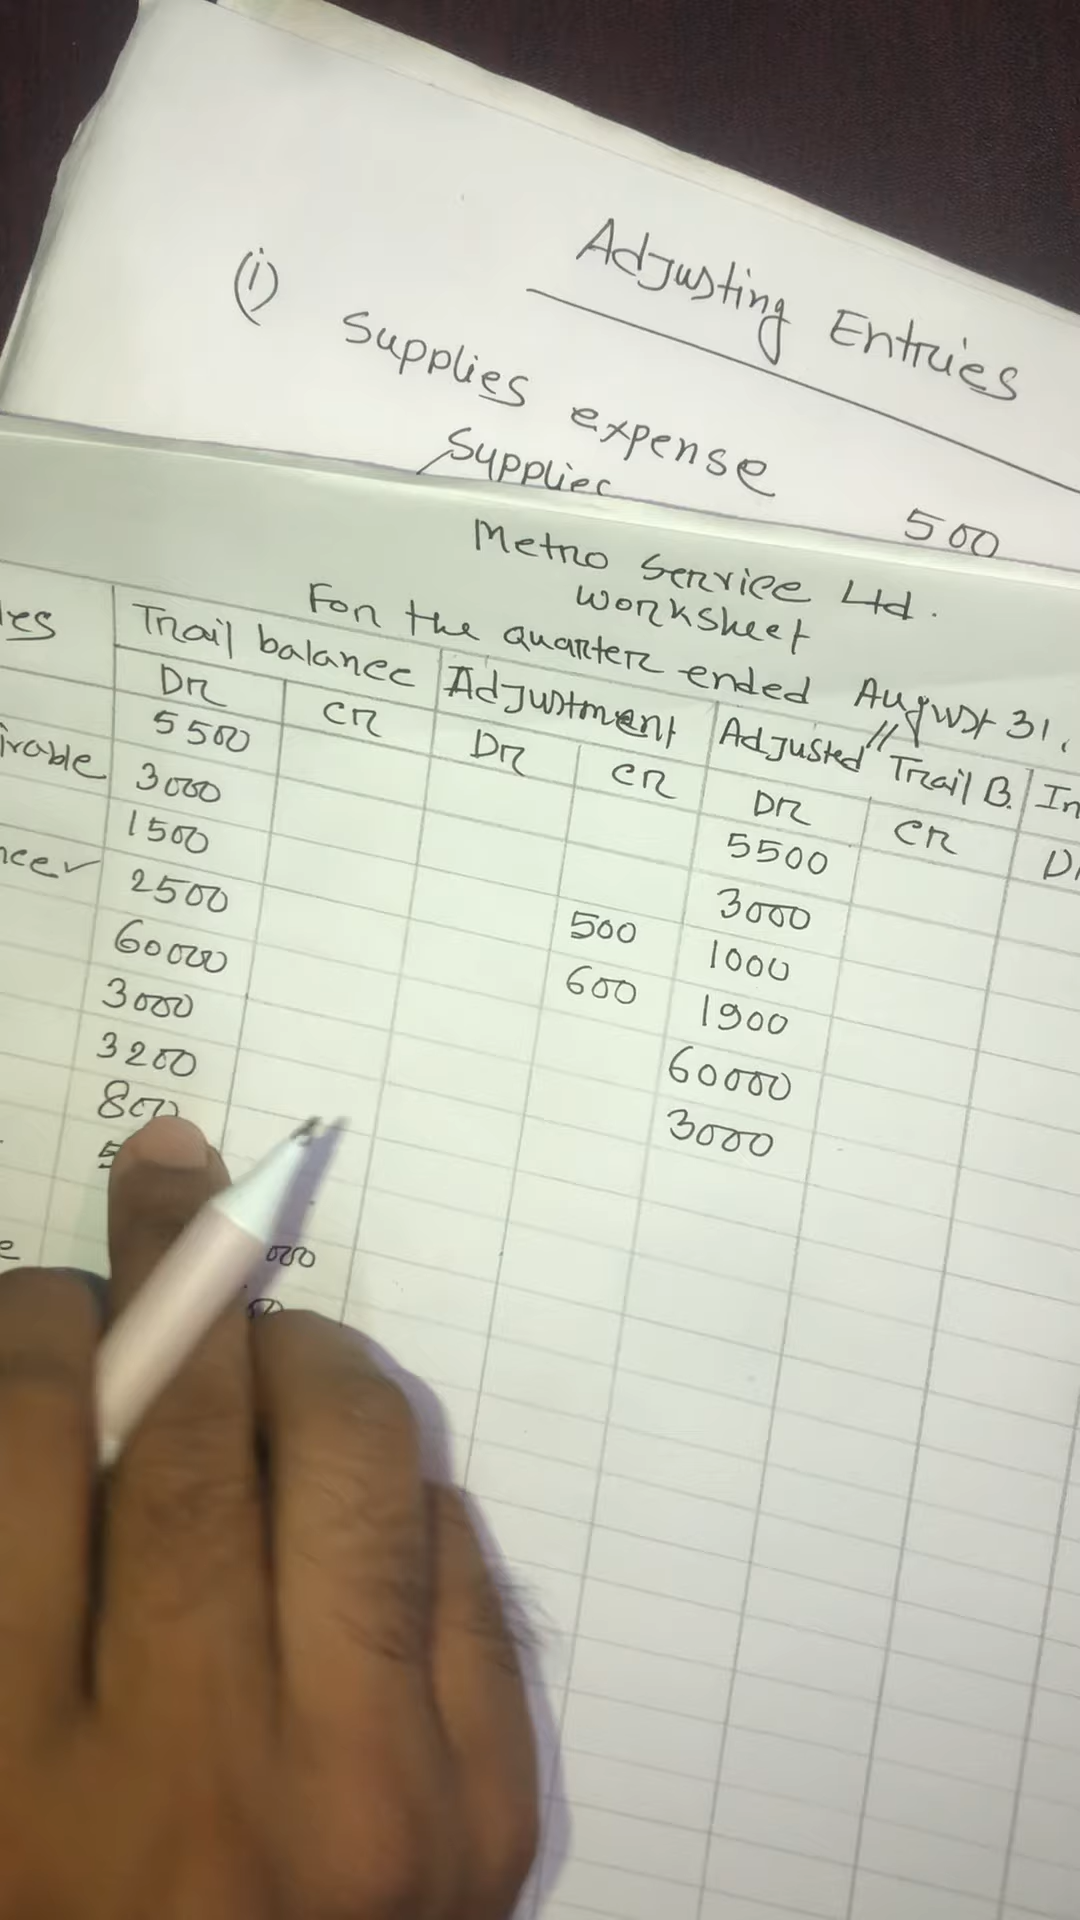 Adjusting Entries
(i) Supplies expense 500
Supplies
Metro Service Ltd.
Worksheet
For the quarter ended August 31,
Trail balance Adjustment Adjusted Trail B. In
DR CR DR CR DR CR
5500 5500
3000 3000
1500 500 1000
2500 600 1900
60000 60000
3000 3000
3200
800